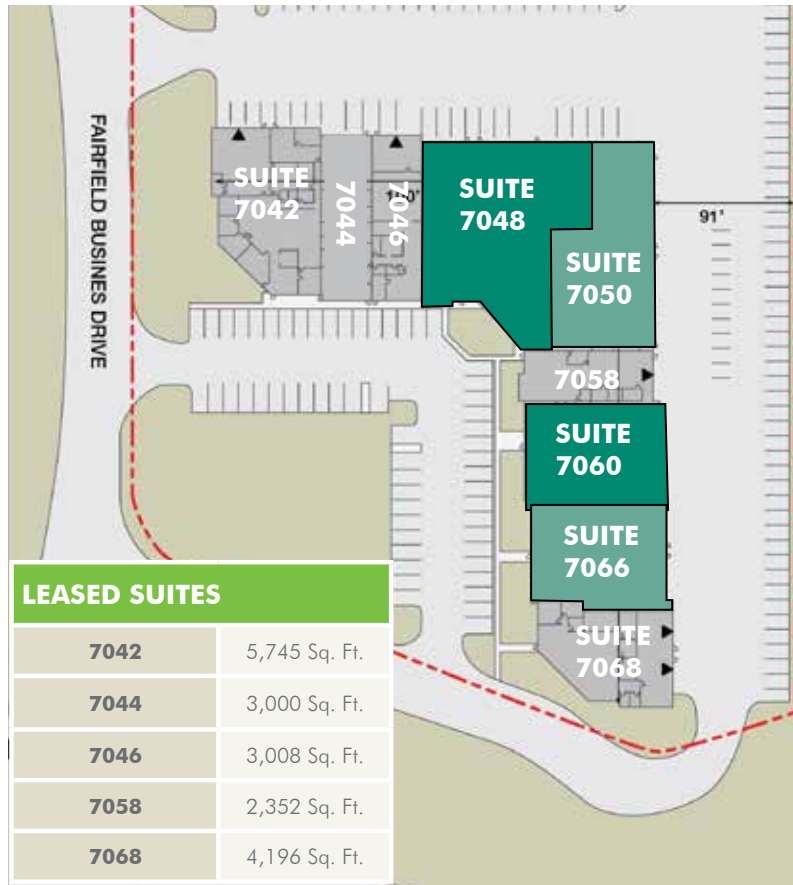 FAIRFIELD BUSINES DRIVE
SUITE
7042
7044
7046
100'
SUITE
7048
SUITE
7050
91'
7058
SUITE
7060
SUITE
7066
SUITE
7068
LEASED SUITES
7042 5,745 Sq. Ft.
7044 3,000 Sq. Ft.
7046 3,008 Sq. Ft.
7058 2,352 Sq. Ft.
7068 4,196 Sq. Ft.